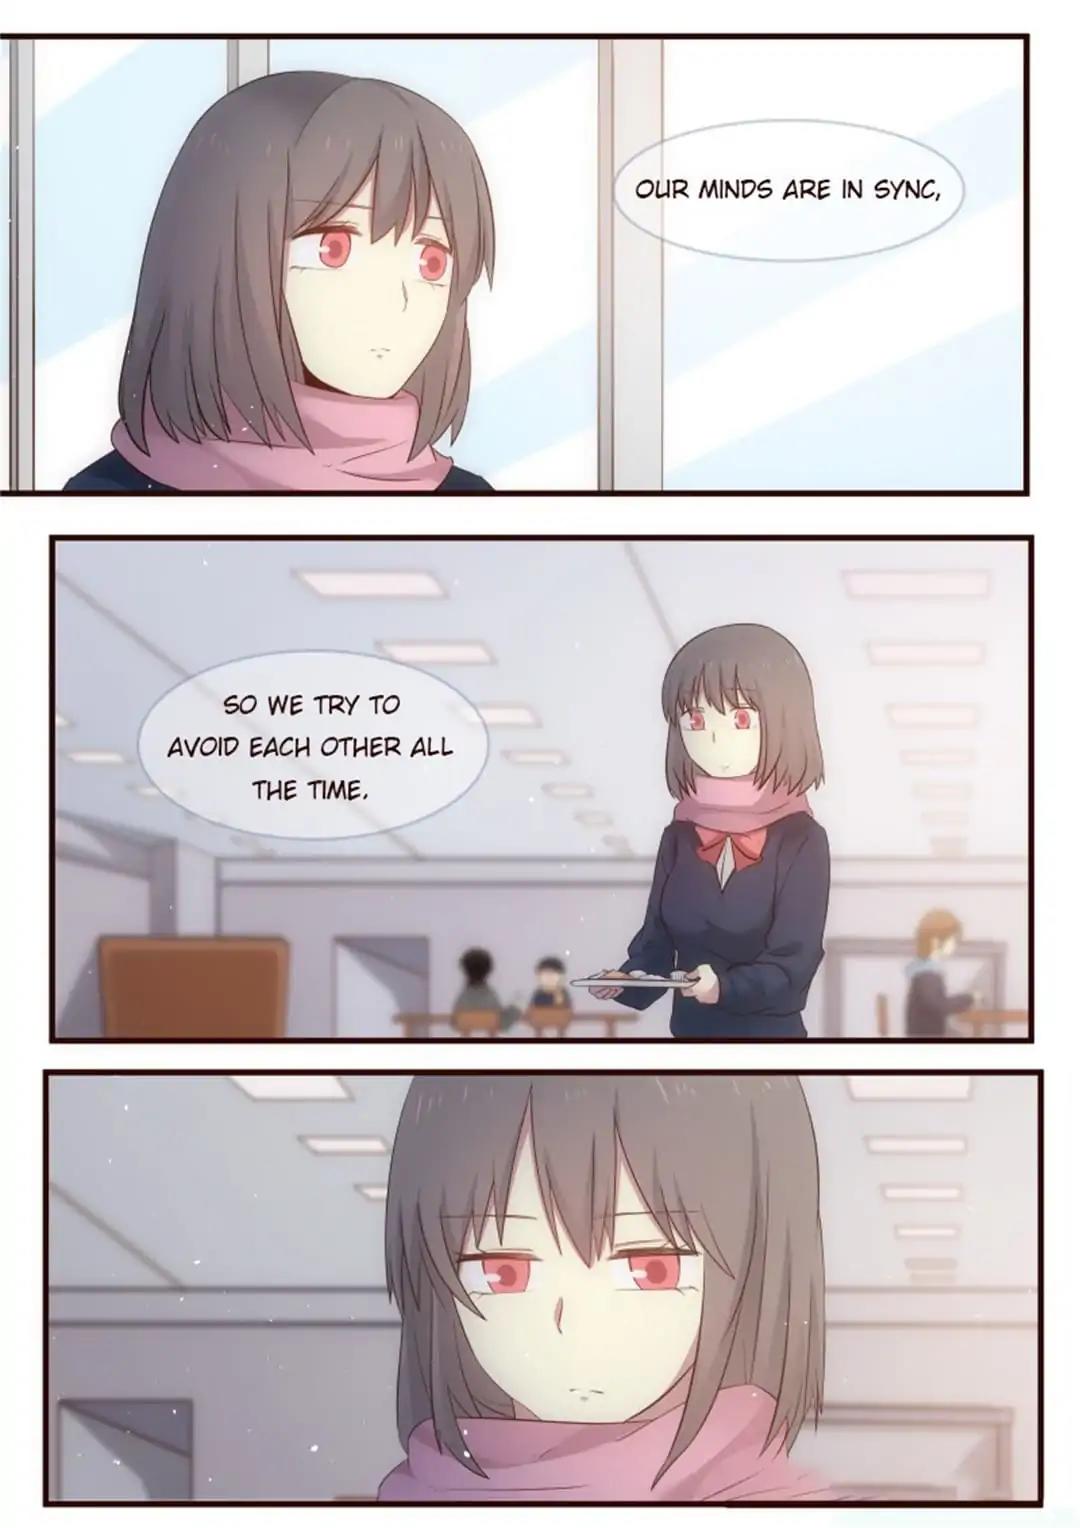 OUR MINDS ARE IN SYNC,
SO WE TRY TO
AVOID EACH OTHER ALL
THE TIME.